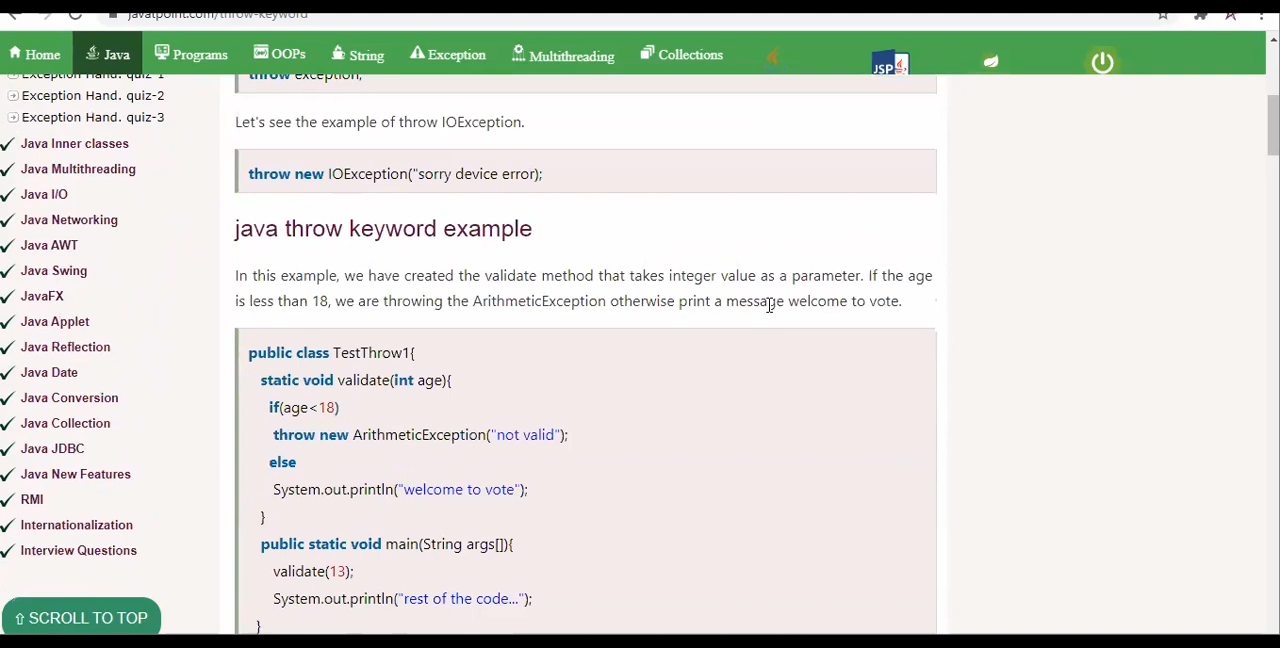 javatpoint.com/throw-keyword
Home Java Programs OOPs String Exception Multithreading Collections JSP
Exception Hand. quiz-1
Exception Hand. quiz-2
Exception Hand. quiz-3
Java Inner classes
Java Multithreading
Java I/O
Java Networking
Java AWT
Java Swing
JavaFX
Java Applet
Java Reflection
Java Date
Java Conversion
Java Collection
Java JDBC
Java New Features
RMI
Internationalization
Interview Questions
⇧ SCROLL TO TOP
throw exception;
Let's see the example of throw IOException.
throw new IOException("sorry device error);
java throw keyword example
In this example, we have created the validate method that takes integer value as a parameter. If the age
is less than 18, we are throwing the ArithmeticException otherwise print a message welcome to vote.
public class TestThrow1{
static void validate(int age){
if(age<18)
throw new ArithmeticException("not valid");
else
System.out.println("welcome to vote");
}
public static void main(String args[]){
validate(13);
System.out.println("rest of the code...");
}